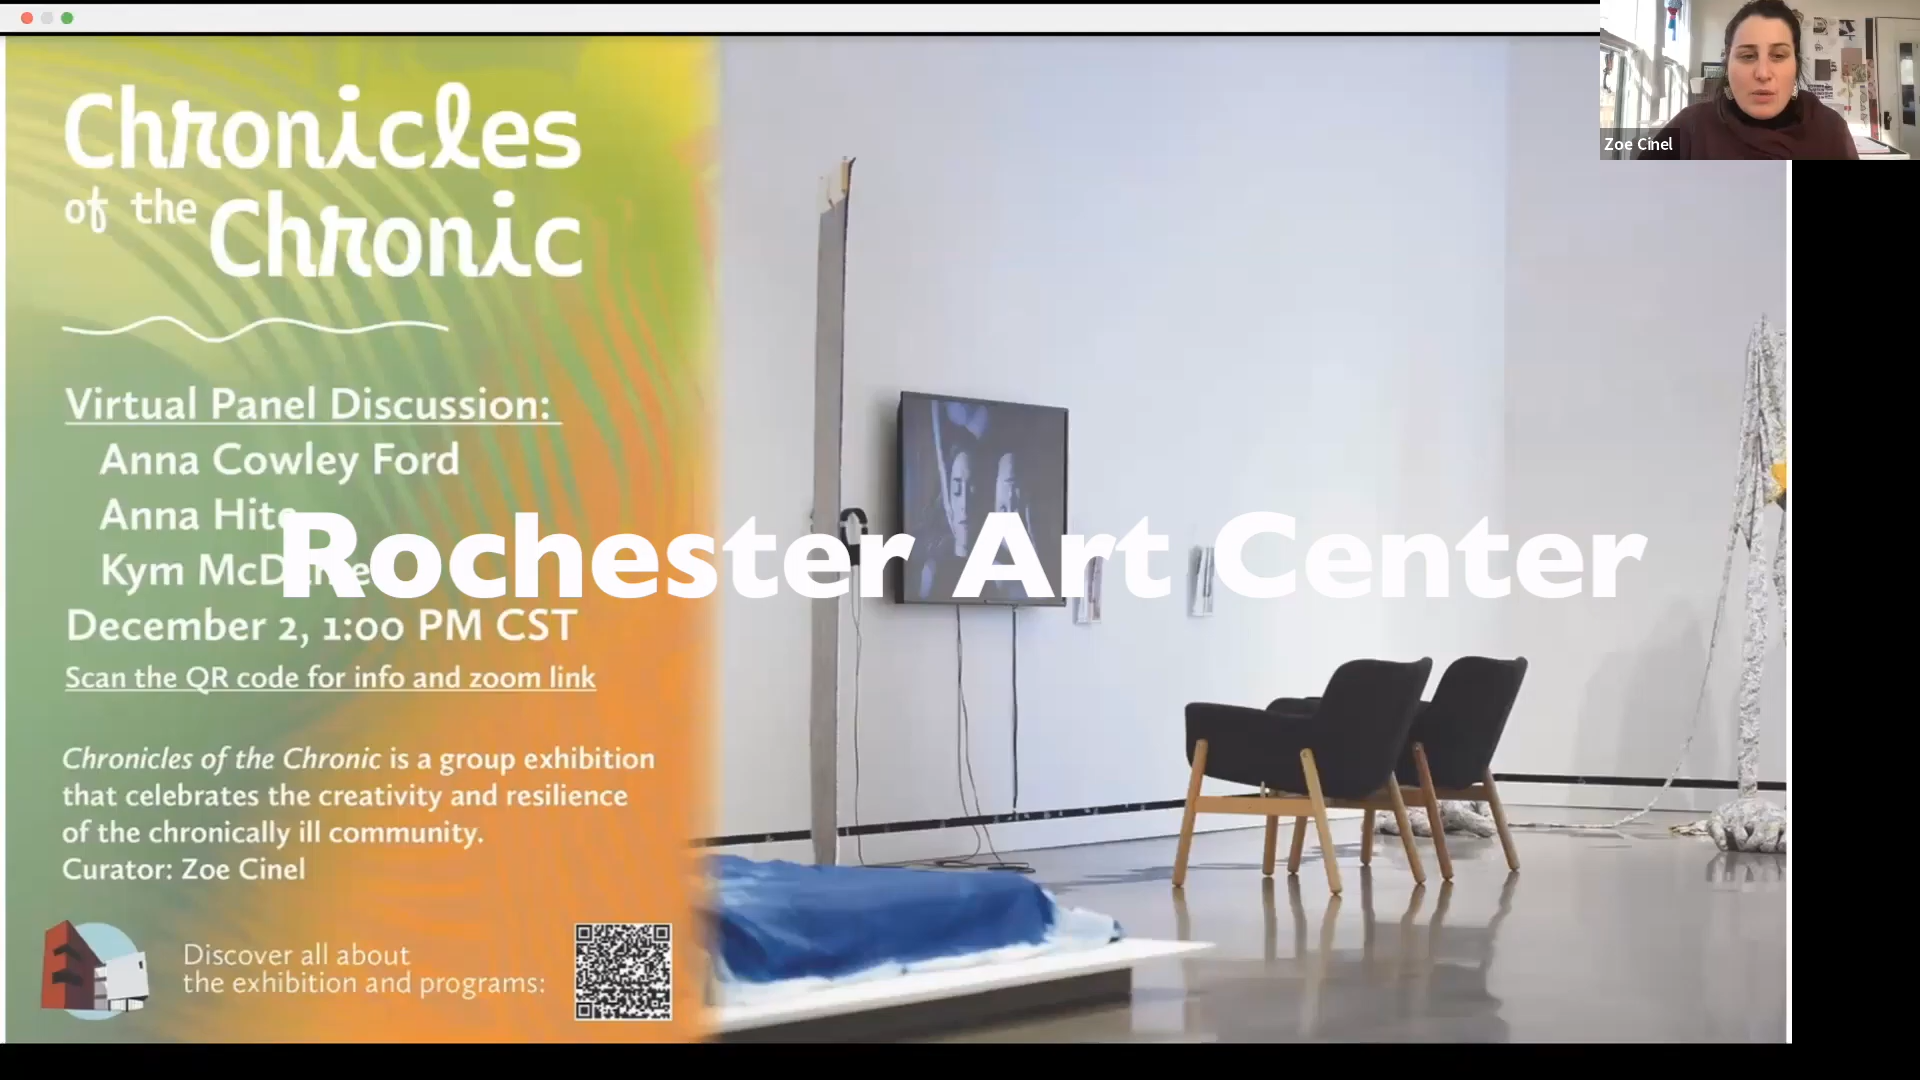 Chronicles
of the Chronic
Virtual Panel Discussion:
Anna Cowley Ford
Anna Hite
Kym
December 2, 1:00 PM CST
Scan the QR code for info and zoom link
Chronicles of the Chronic is a group exhibition
that celebrates the creativity and resilience
of the chronically ill community.
Curator: Zoe Cinel
Discover all about
the exhibition and programs:
Rochester Art Center
Zoe Cinel